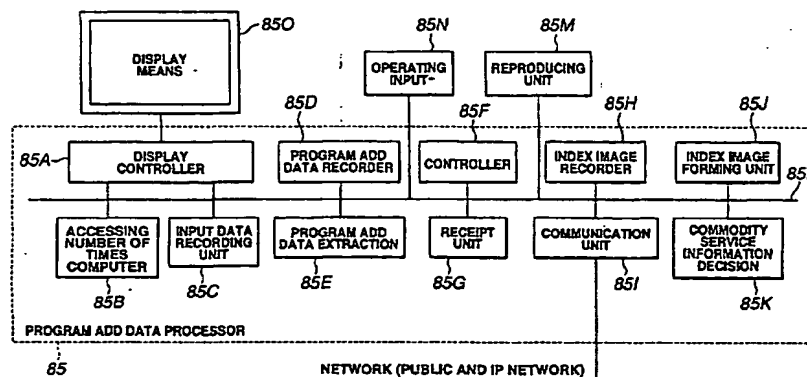 85O
DISPLAY
MEANS
85N
85M
OPERATING
INPUT-
REPRODUCING
UNIT
85D
85F
85H
85J
85A
DISPLAY
CONTROLLER
PROGRAM ADD
DATA RECORDER
CONTROLLER
INDEX IMAGE
RECORDER
INDEX IMAGE
FORMING UNIT
ACCESSING
NUMBER OF
TIMES
COMPUTER
INPUT DATA
RECORDING
UNIT
PROGRAM ADD
DATA EXTRACTION
RECEIPT
UNIT
COMMUNICATION
UNIT
COMMODITY
SERVICE
INFORMATION
DECISION
85B
85C
85E
85G
85I
85K
PROGRAM ADD DATA PROCESSOR
85
NETWORK (PUBLIC AND IP NETWORK)